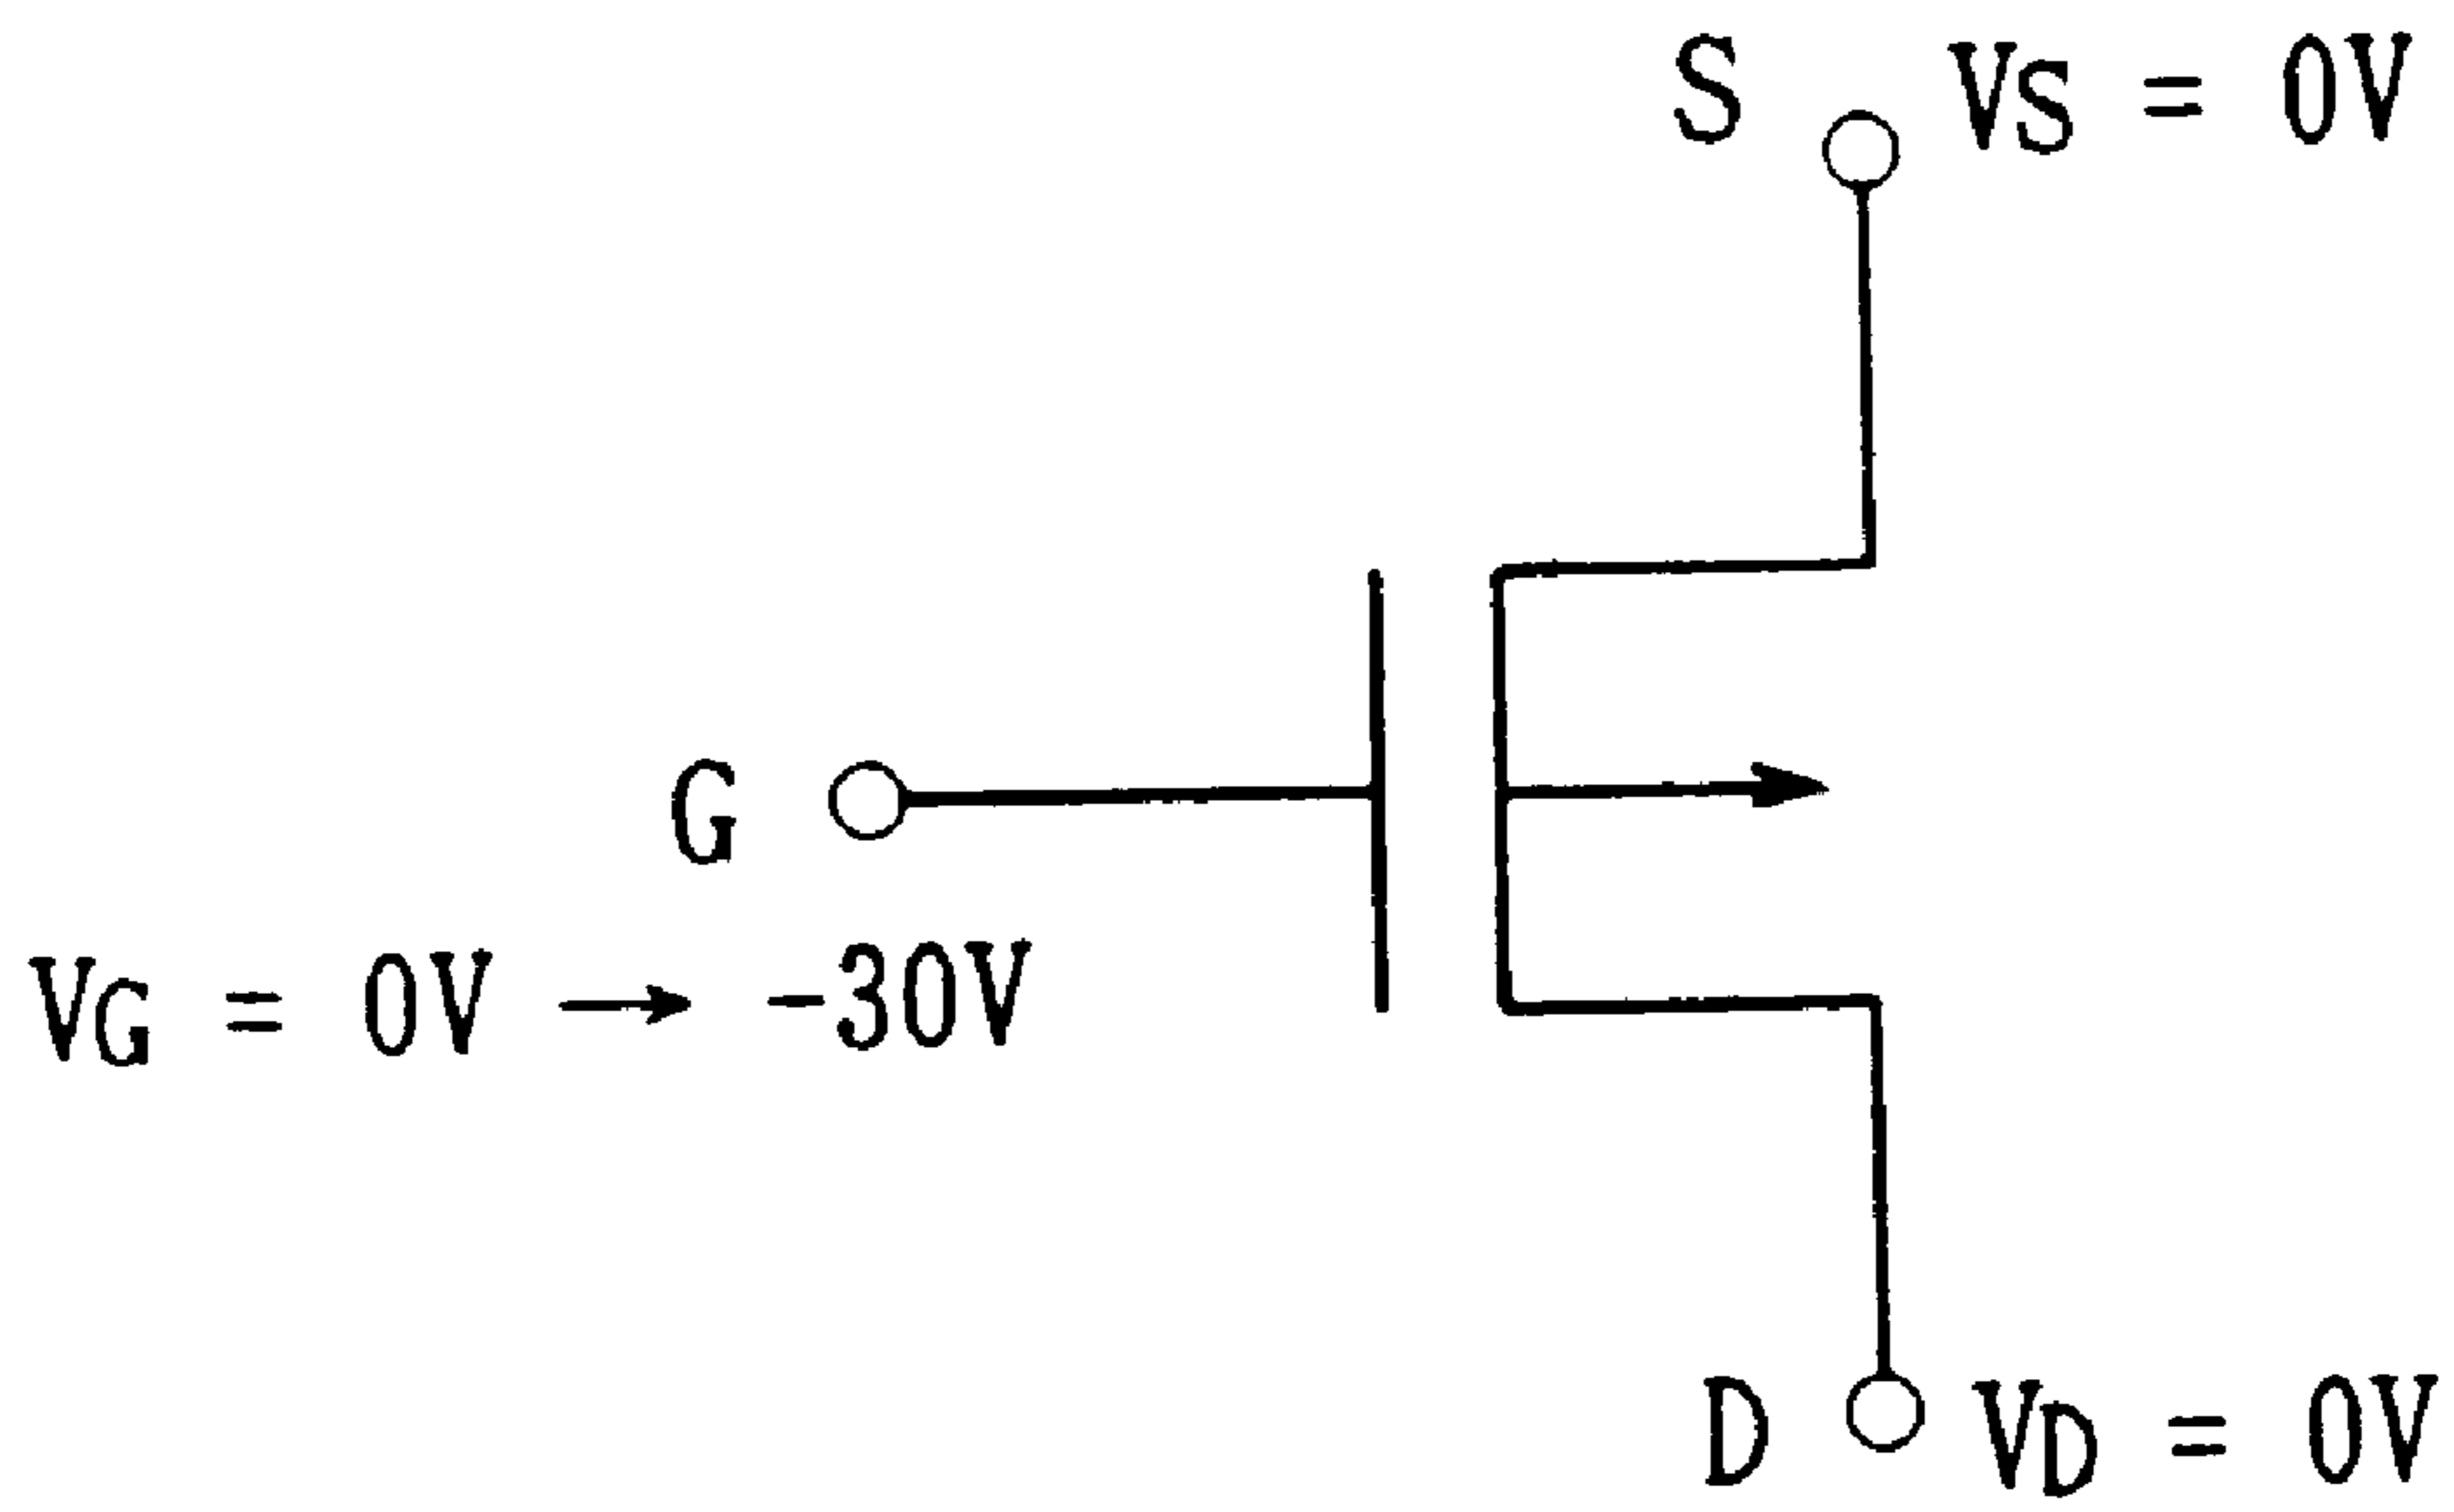 S VS = 0V
G
VG = 0V → -30V
D VD = 0V